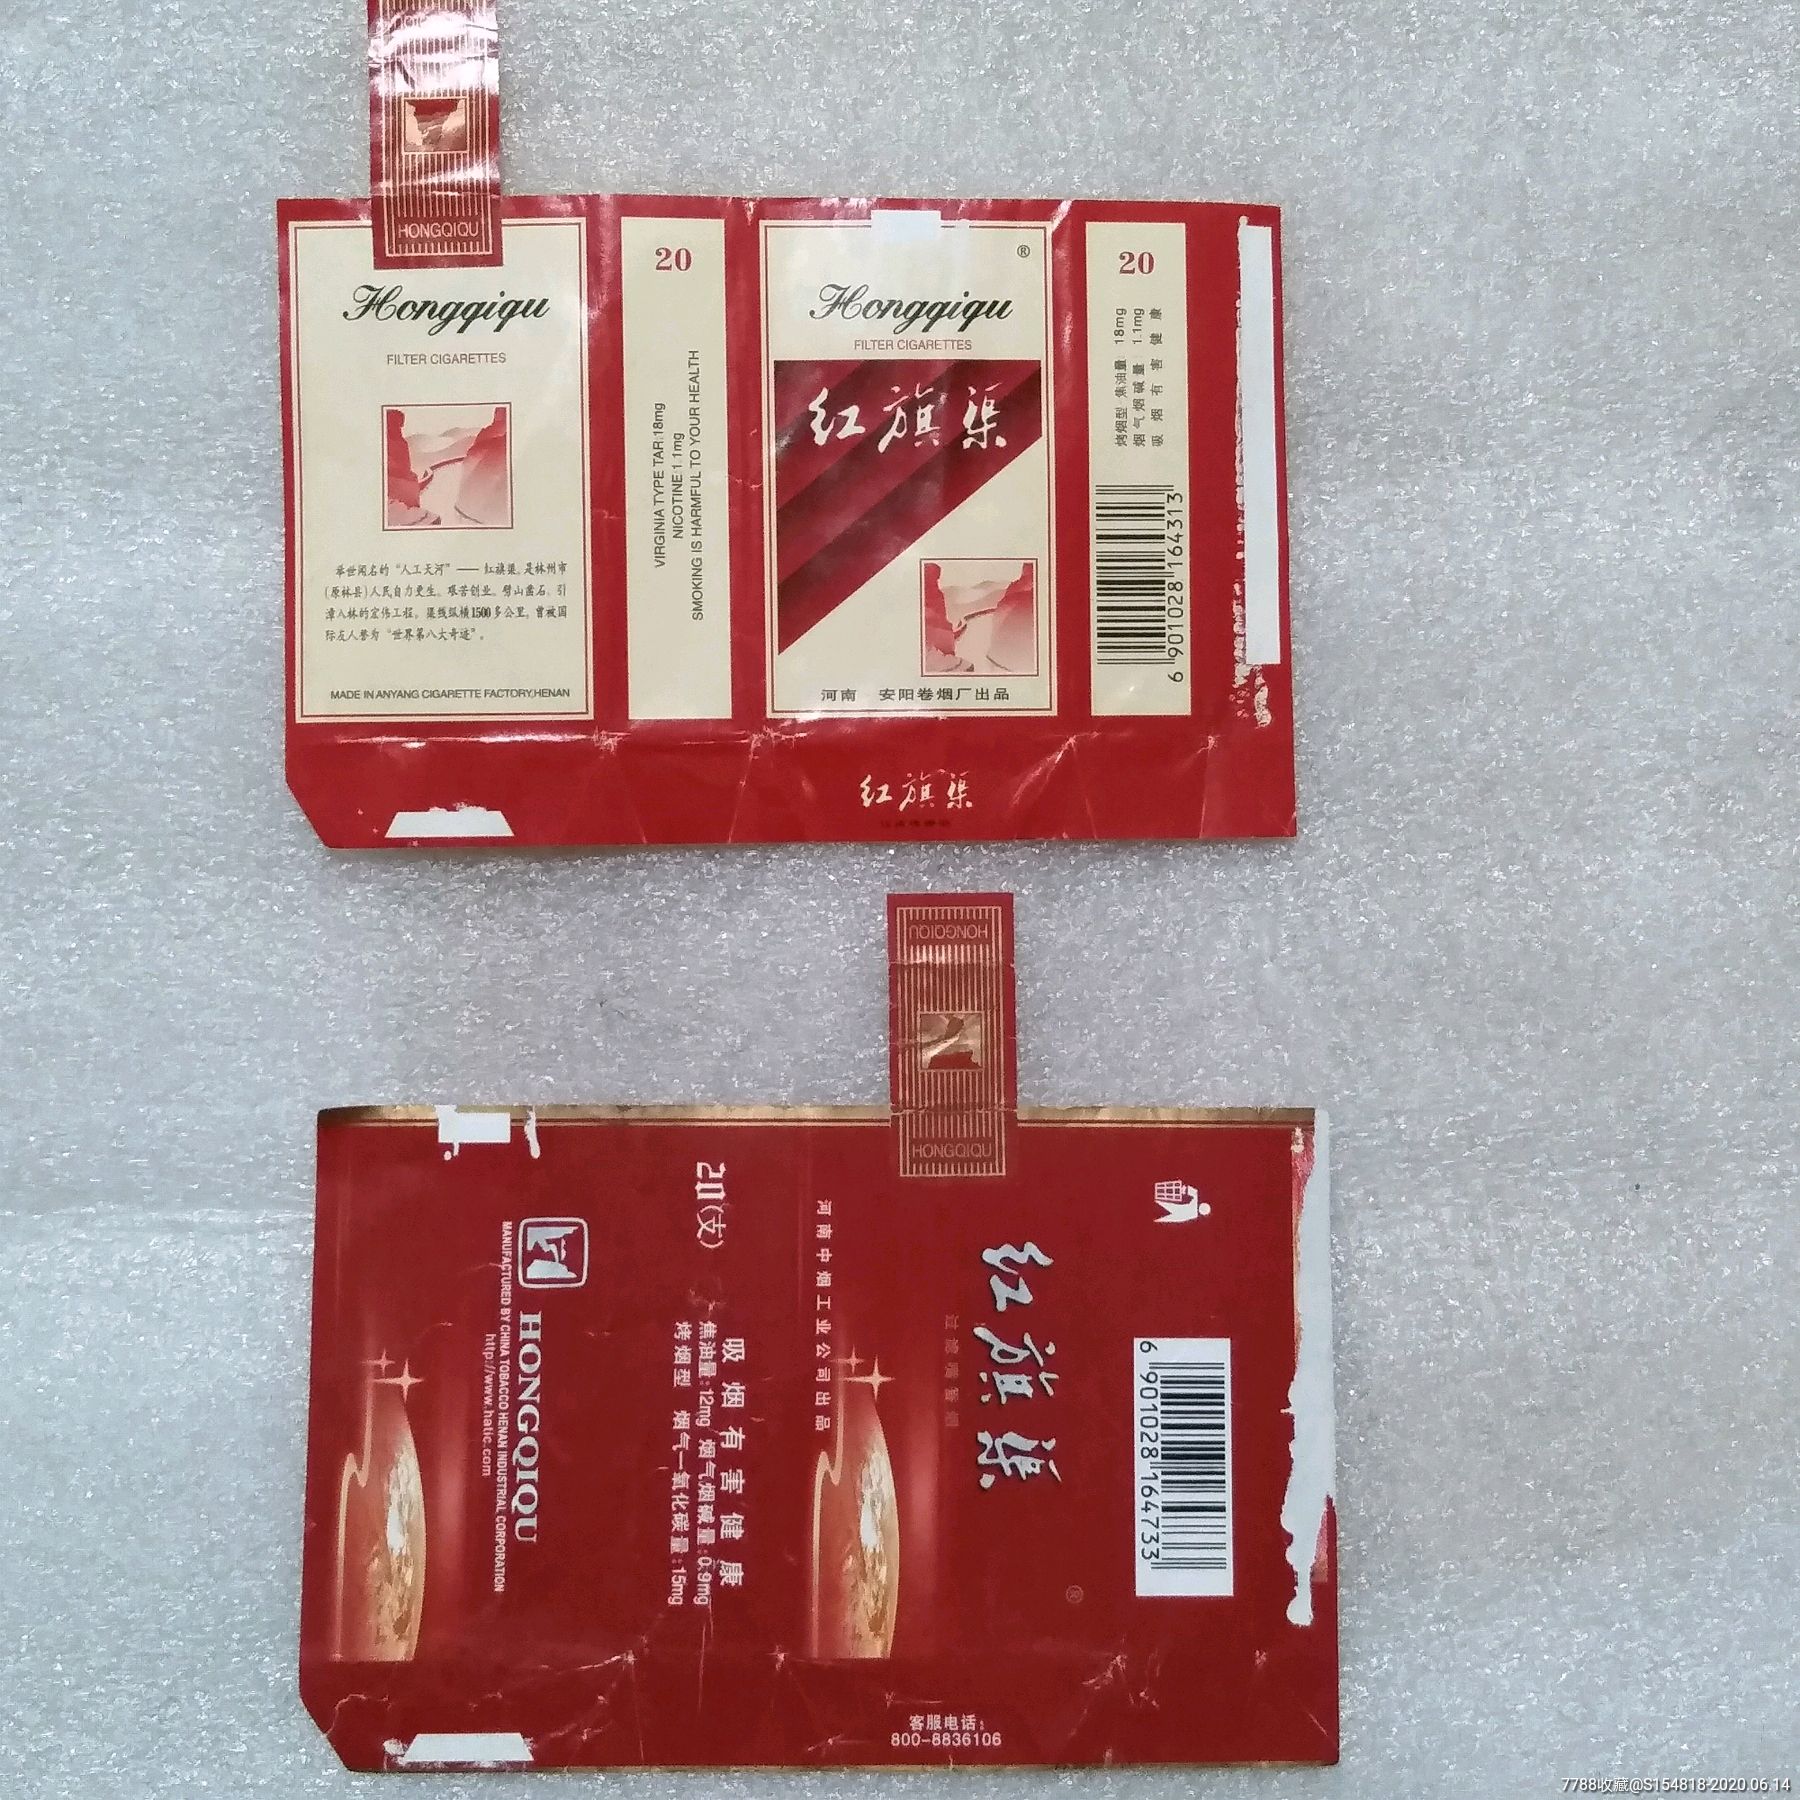 HONGQIQU
Hongqiqu
FILTER CIGARETTES
举世闻名的“人工天河”——红旗渠，是林州市
(原林县)人民自力更生、艰苦创业、劈山凿石、引
漳入林的宏伟工程。渠线纵横1500多公里，曾被国
际友人誉为“世界第八大奇迹”。
MADE IN ANYANG CIGARETTE FACTORY,HENAN
20
VIRGINIA TYPE TAR:18mg
NICOTINE:1.1mg
SMOKING IS HARMFUL TO YOUR HEALTH
®
Hongqiqu
FILTER CIGARETTES
红旗渠
河南 安阳卷烟厂出品
红旗渠
20
烤烟型 焦油量: 18mg
烟气烟碱量: 1.1mg
吸烟有害健康
6 901028 164313
HONGQIQU
HONGQIQU
HONGQIQU
MANUFACTURED BY CHINA TOBACCO HENAN INDUSTRIAL CORPORATION
http://www.hatic.com
20(支)
吸烟有害健康
焦油量:12mg 烟气烟碱量:0.9mg
烤烟型 烟气一氧化碳量:15mg
河南中烟工业公司出品
红旗渠
过滤嘴香烟
®
6 901028 164733
客服电话:
800-8836106
7788收藏@S154818-2020.06.14